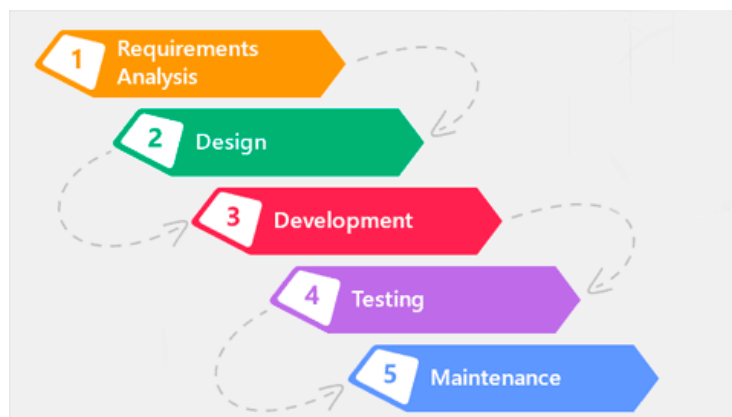 1
Requirements
Analysis
2
Design
3
Development
4
Testing
5
Maintenance